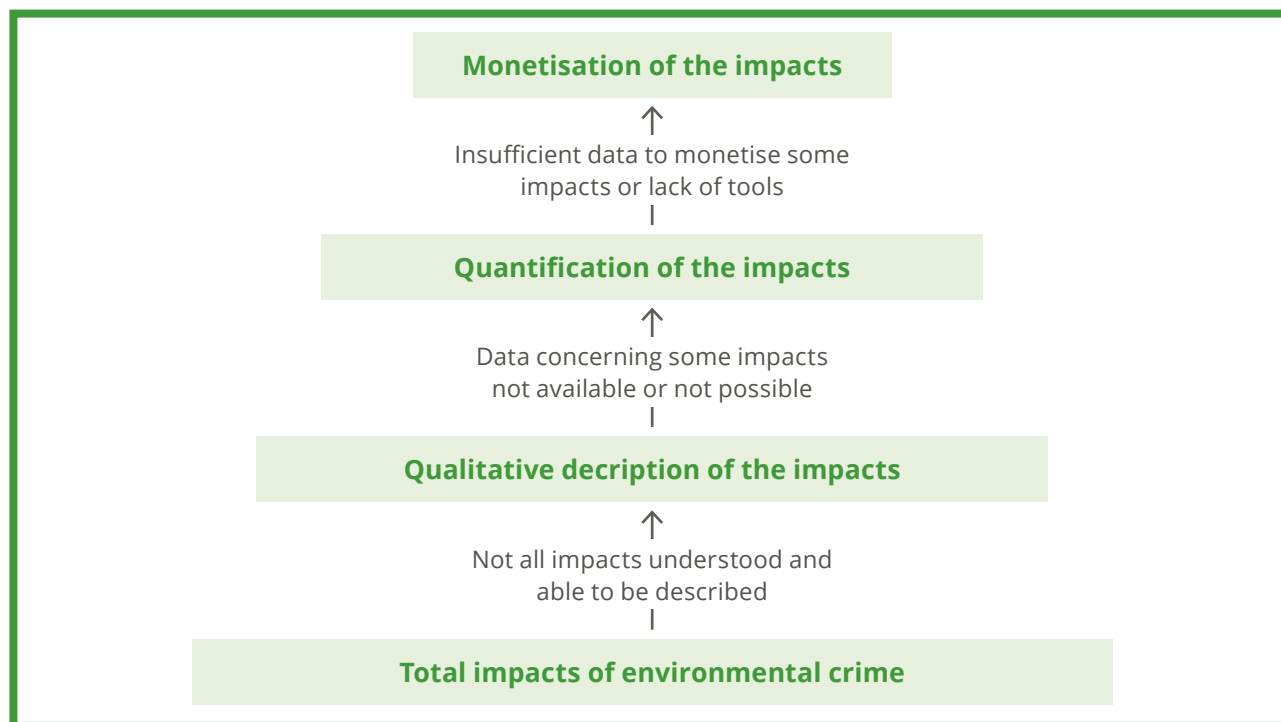 Monetisation of the impacts
Insufficient data to monetise some
impacts or lack of tools
Quantification of the impacts
Data concerning some impacts
not available or not possible
Qualitative decription of the impacts
Not all impacts understood and
able to be described
Total impacts of environmental crime